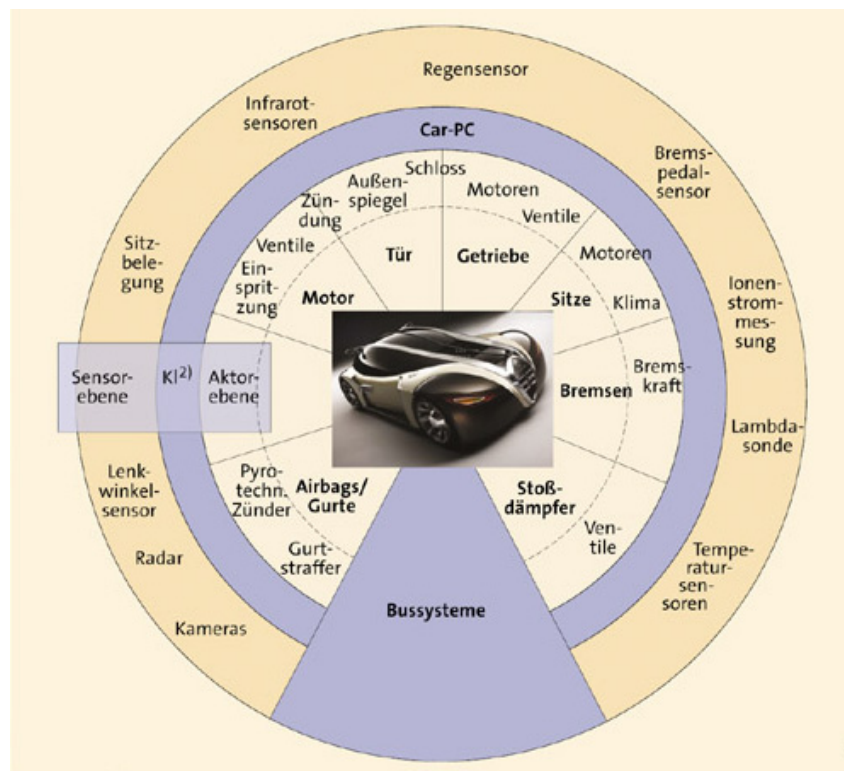 Regensensor
Infrarot-
sensoren
Car-PC
Brems-
pedal-
sensor
Schloss
Außen-
spiegel
Motoren
Zün-
dung
Ventile
Ventile
Tür
Getriebe
Motoren
Sitz-
bele-
gung
Ein-
sprit-
zung
Motor
Sitze
Klima
Ionen-
strom-
mes-
sung
Sensor-
ebene
KI2)
Aktor-
ebene
Bremsen
Brems-
kraft
Lambda-
sonde
Lenk-
winkel-
sensor
Pyro-
techn.
Zünder
Airbags/
Gurte
Stoß-
dämpfer
Ven-
tile
Gurt-
straffer
Radar
Tempe-
ratur-
sen-
soren
Kameras
Bussysteme